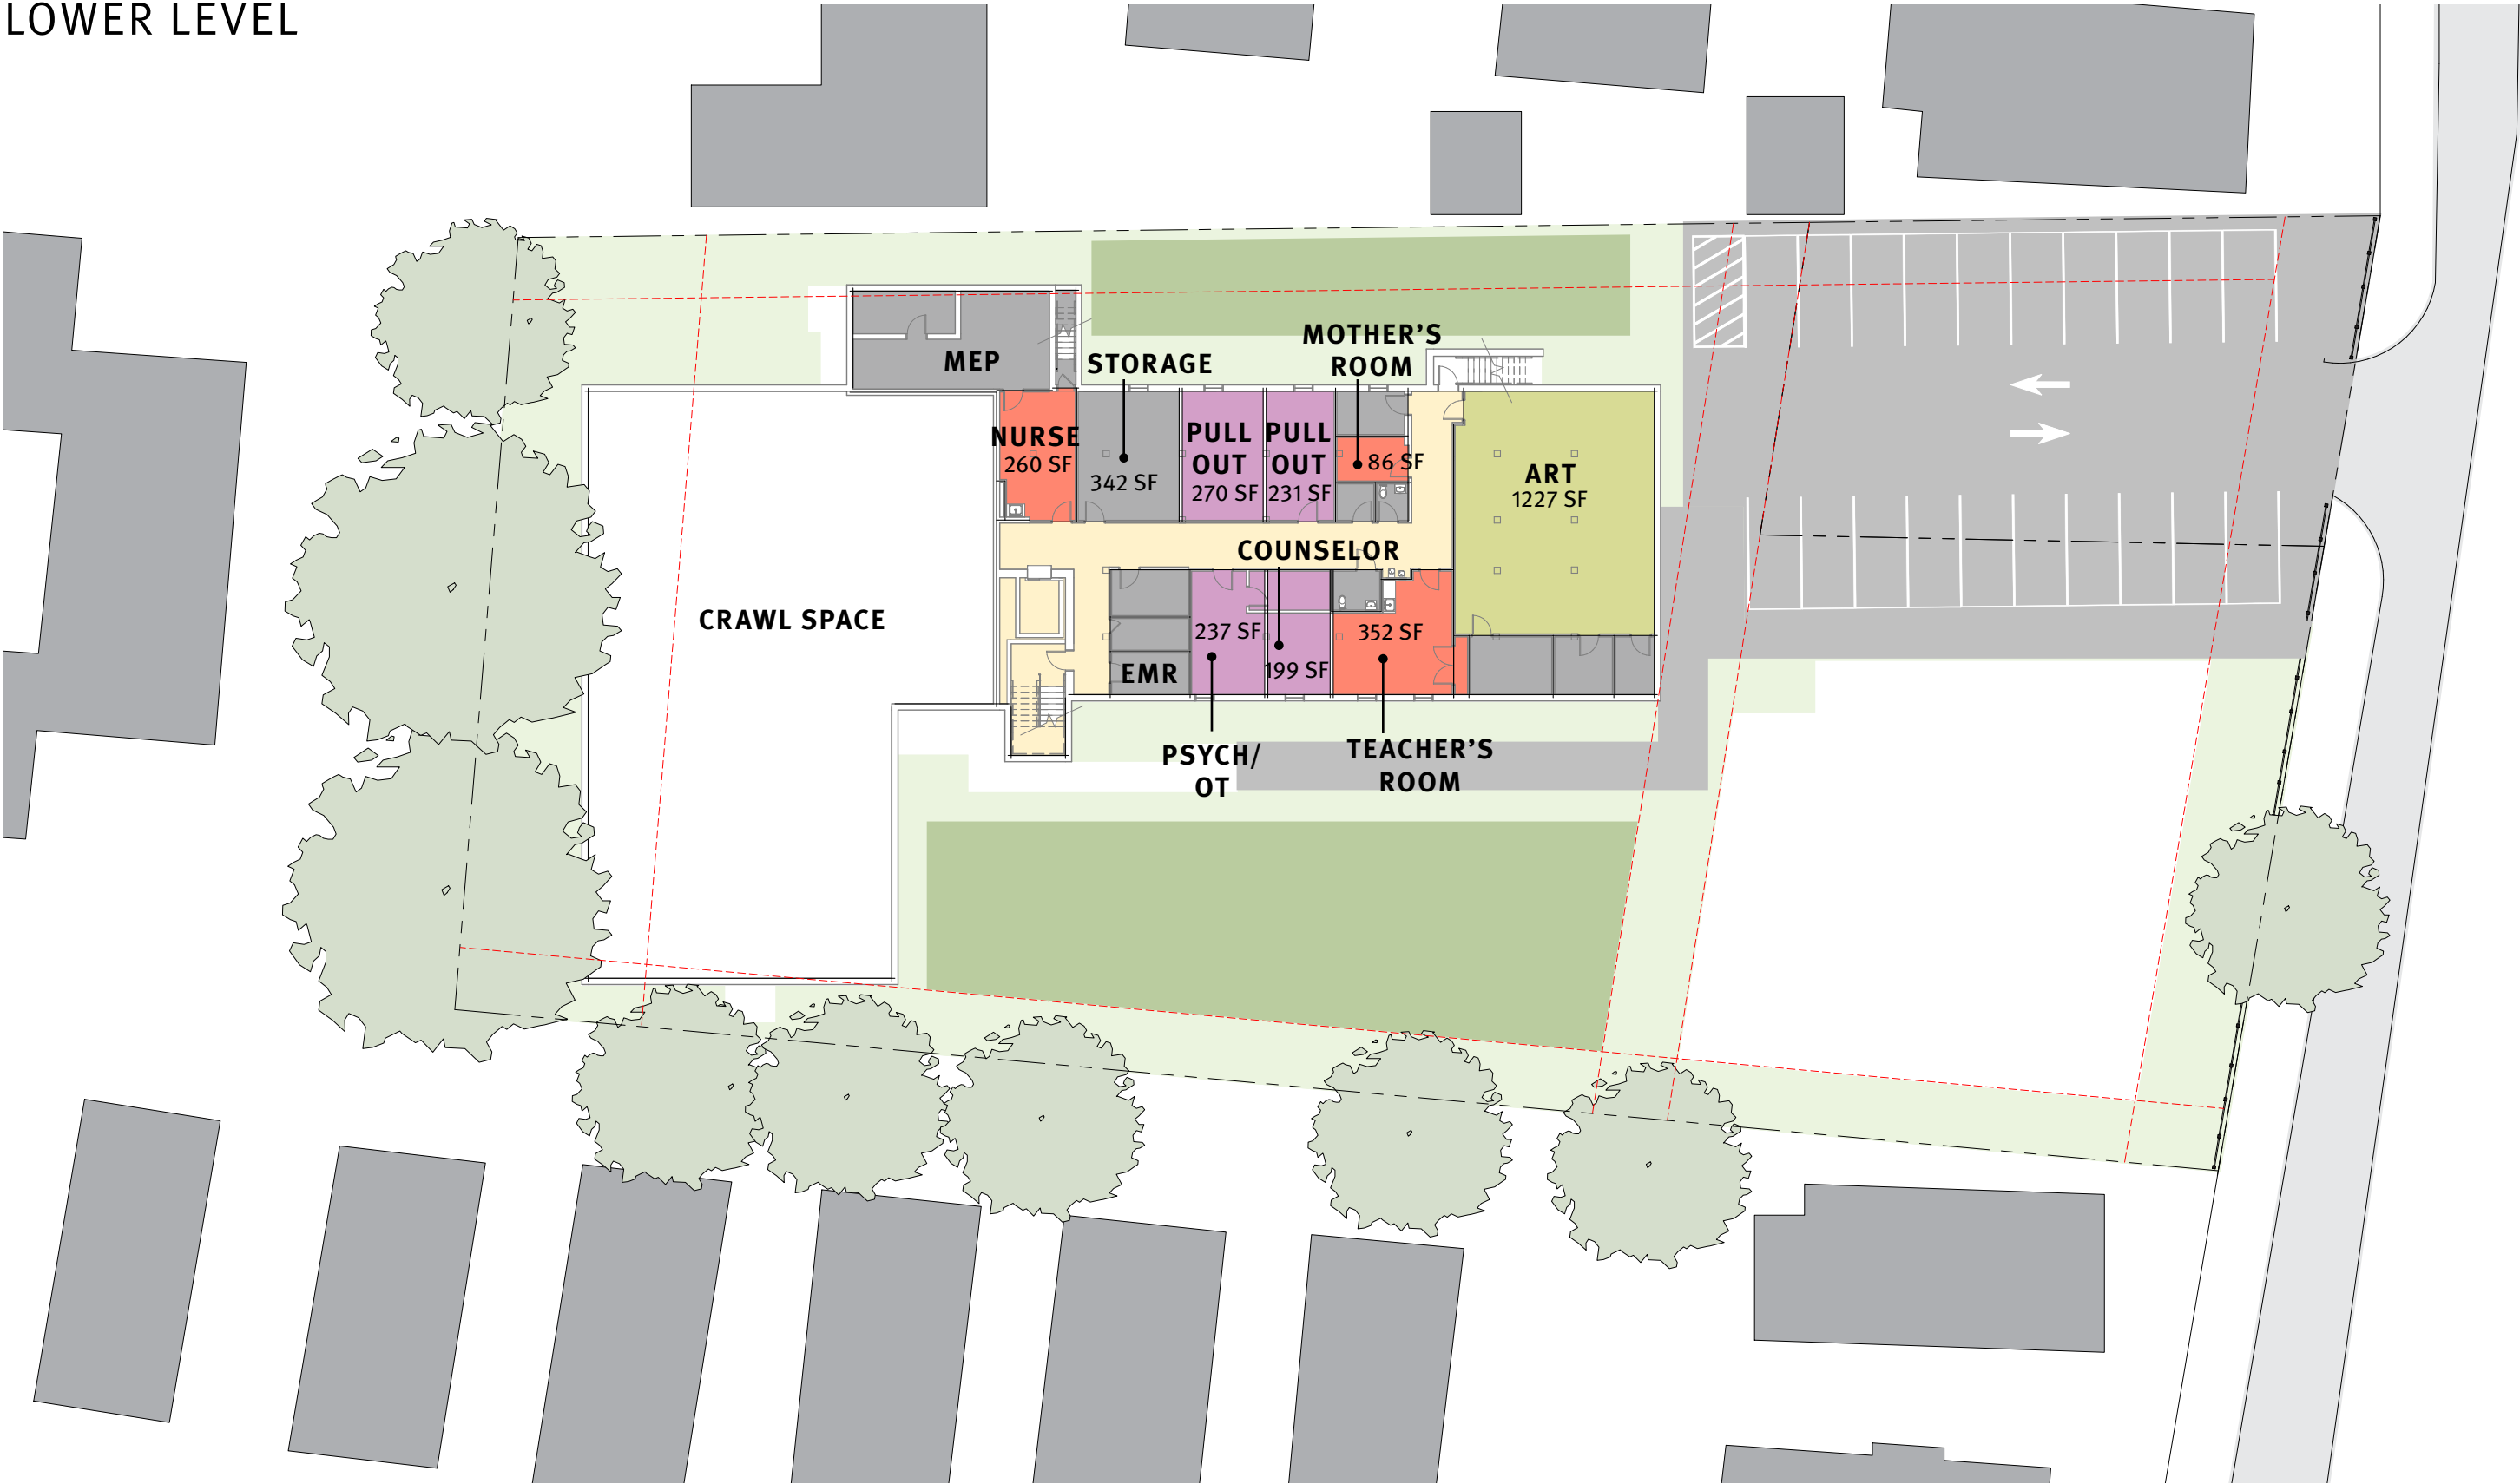 LOWER LEVEL
MOTHER’S
ROOM
MEP
STORAGE
NURSE
260 SF
342 SF
PULL
OUT
270 SF
PULL
OUT
231 SF
86 SF
ART
1227 SF
COUNSELOR
CRAWL SPACE
EMR
237 SF
199 SF
352 SF
PSYCH/
OT
TEACHER’S
ROOM